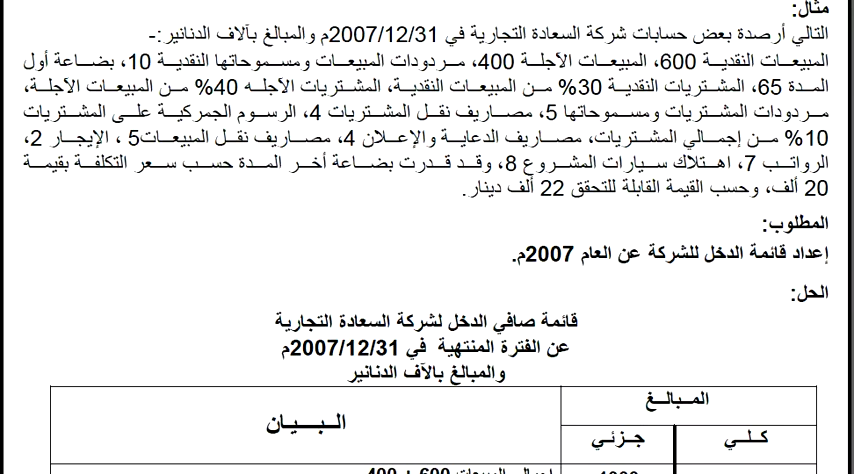 مثال:
التالي أرصدة بعض حسابات شركة السعادة التجارية في 2007/12/31م والمبالغ بآلاف الدنانير:-
المبيعات النقدية 600، المبيعات الآجلة 400، مردودات المبيعات ومسموحاتها النقدية 10، بضاعة أول
المدة 65، المشتريات النقدية 30% من المبيعات النقدية، المشتريات الآجله 40% من المبيعات الآجلة،
مردودات المشتريات ومسموحاتها 5، مصاريف نقل المشتريات 4، الرسوم الجمركية على المشتريات
10% من إجمالي المشتريات، مصاريف الدعاية والإعلان 4، مصاريف نقل المبيعات5 ، الإيجار 2،
الرواتب 7، اهتلاك سيارات المشروع 8، وقد قدرت بضاعة أخر المدة حسب سعر التكلفة بقيمة
20 ألف، وحسب القيمة القابلة للتحقق 22 ألف دينار.
المطلوب:
إعداد قائمة الدخل للشركة عن العام 2007م.
الحل:
قائمة صافي الدخل لشركة السعادة التجارية
عن الفترة المنتهية في 2007/12/31م
والمبالغ بالآف الدنانير
المبالغ
البيان
كلي جزئي
1000 إجمالي المبيعات 600 + 400